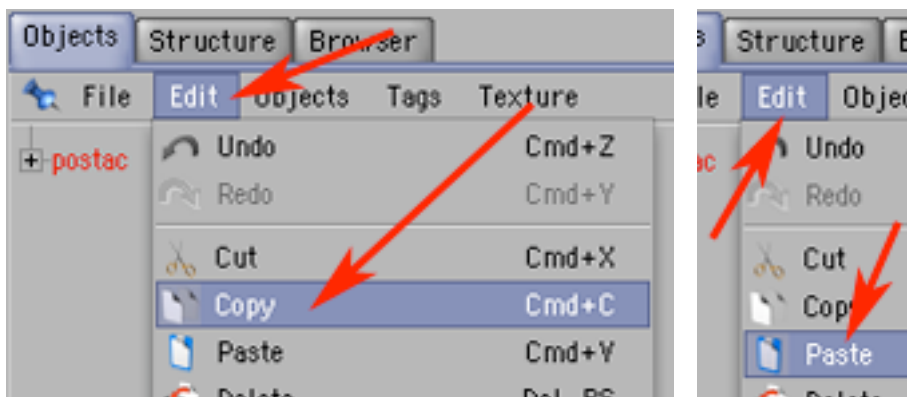 Objects Structure Browser
File Edit Objects Tags Texture
postac
Undo Cmd+Z
Redo Cmd+Y
Cut Cmd+X
Copy Cmd+C
Paste Cmd+V
Structure
Edit
Undo
Redo
Cut
Copy
Paste